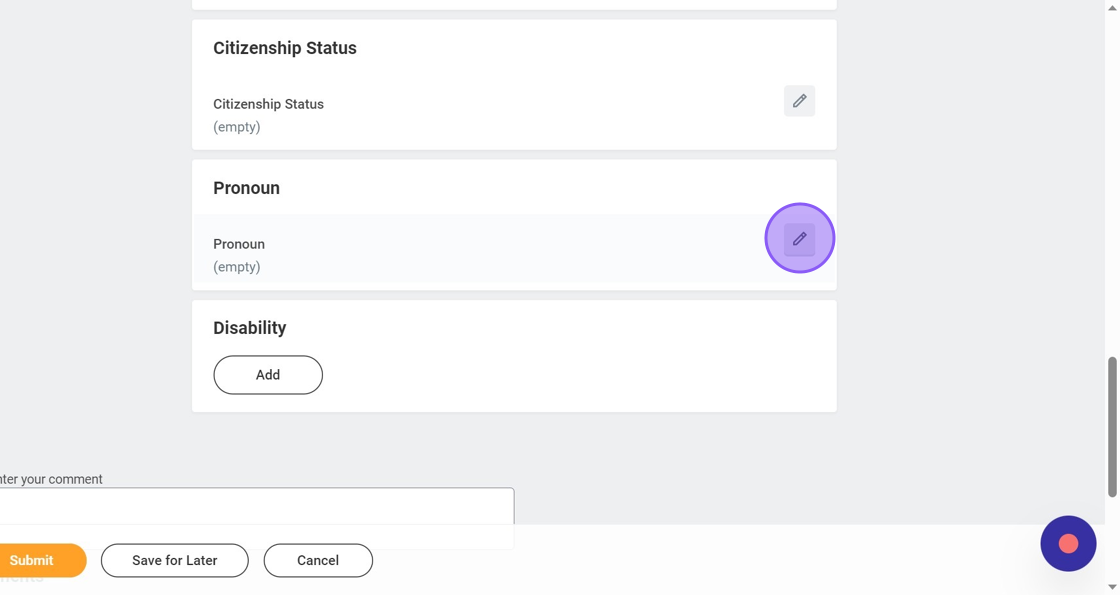 Citizenship Status
Citizenship Status
(empty)
Pronoun
Pronoun
(empty)
Disability
Add
nter your comment
Submit
Save for Later
Cancel